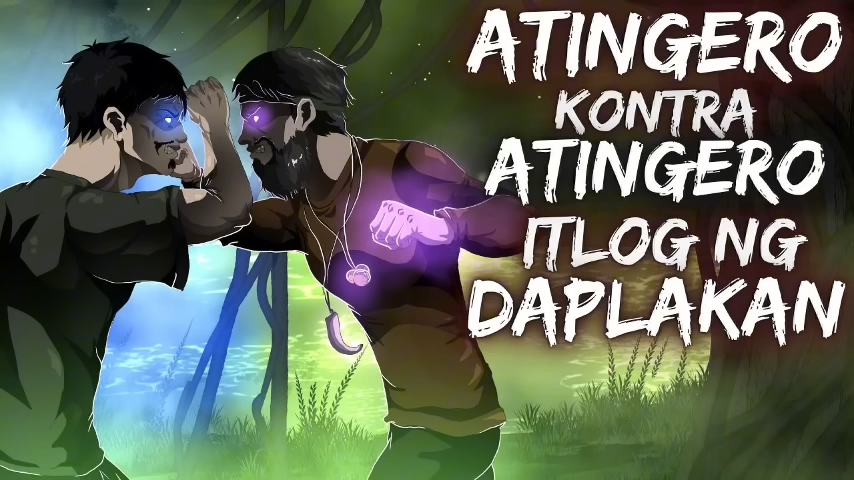 ATINGERO
KONTRA
ATINGERO
ITLOG NG
DAPLAKAN